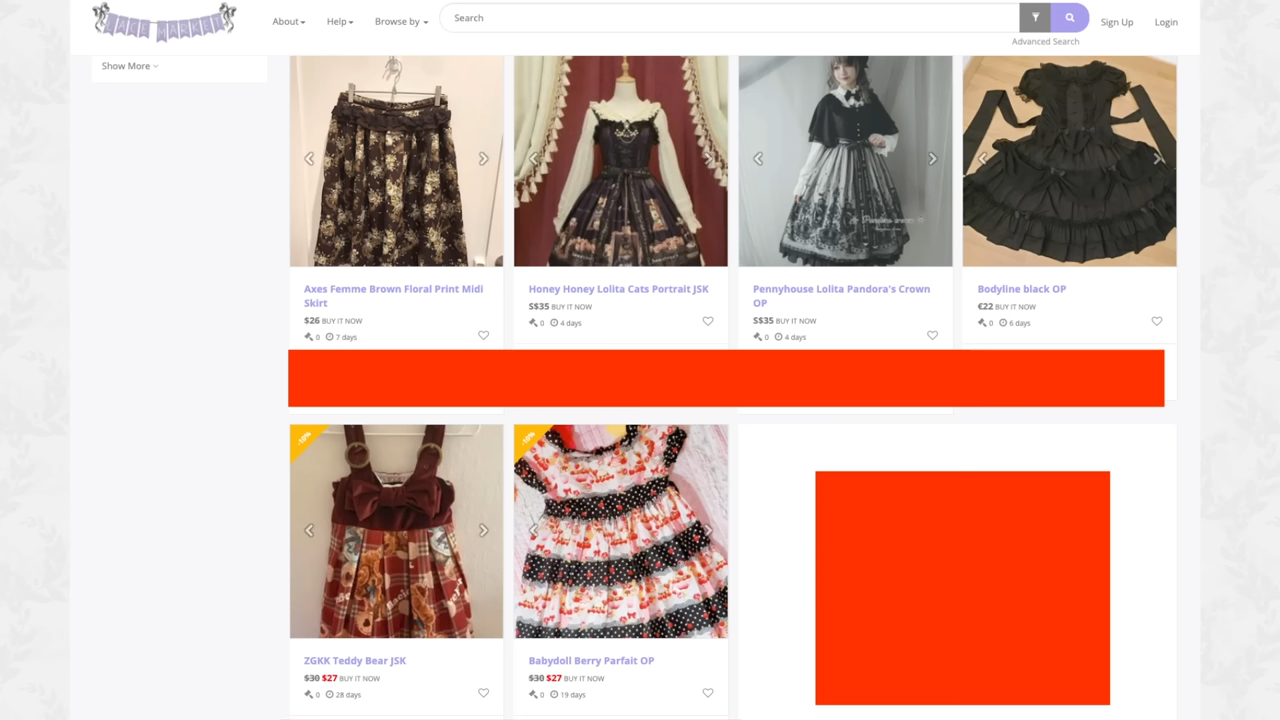 LACE MARKET
About
Help
Browse by
Search
Sign Up
Login
Advanced Search
Show More
Axes Femme Brown Floral Print Midi
Skirt
$26 BUY IT NOW
0 7 days
Honey Honey Lolita Cats Portrait JSK
S$35 BUY IT NOW
0 4 days
Pennyhouse Lolita Pandora's Crown
OP
S$35 BUY IT NOW
0 4 days
Bodyline black OP
€22 BUY IT NOW
0 6 days
-10%
-10%
ZGKK Teddy Bear JSK
$30 $27 BUY IT NOW
0 28 days
Babydoll Berry Parfait OP
$30 $27 BUY IT NOW
0 19 days